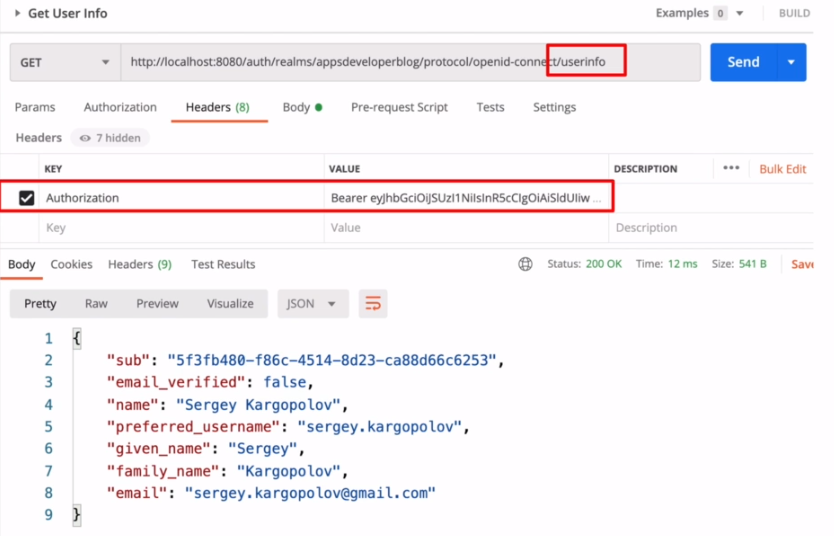 Get User Info Examples 0 BUILD
GET http://localhost:8080/auth/realms/appsdeveloperblog/protocol/openid-connect/userinfo Send
Params Authorization Headers (8) Body Pre-request Script Tests Settings
Headers 7 hidden
KEY VALUE DESCRIPTION ••• Bulk Edit
Authorization Bearer eyJhbGciOiJSUzI1NiIsInR5cCIgOiAiSldUIiw ...
Key Value Description
Body Cookies Headers (9) Test Results Status: 200 OK Time: 12 ms Size: 541 B Save
Pretty Raw Preview Visualize JSON
1 {
2 "sub": "5f3fb480-f86c-4514-8d23-ca88d66c6253",
3 "email_verified": false,
4 "name": "Sergey Kargopolov",
5 "preferred_username": "sergey.kargopolov",
6 "given_name": "Sergey",
7 "family_name": "Kargopolov",
8 "email": "sergey.kargopolov@gmail.com"
9 }